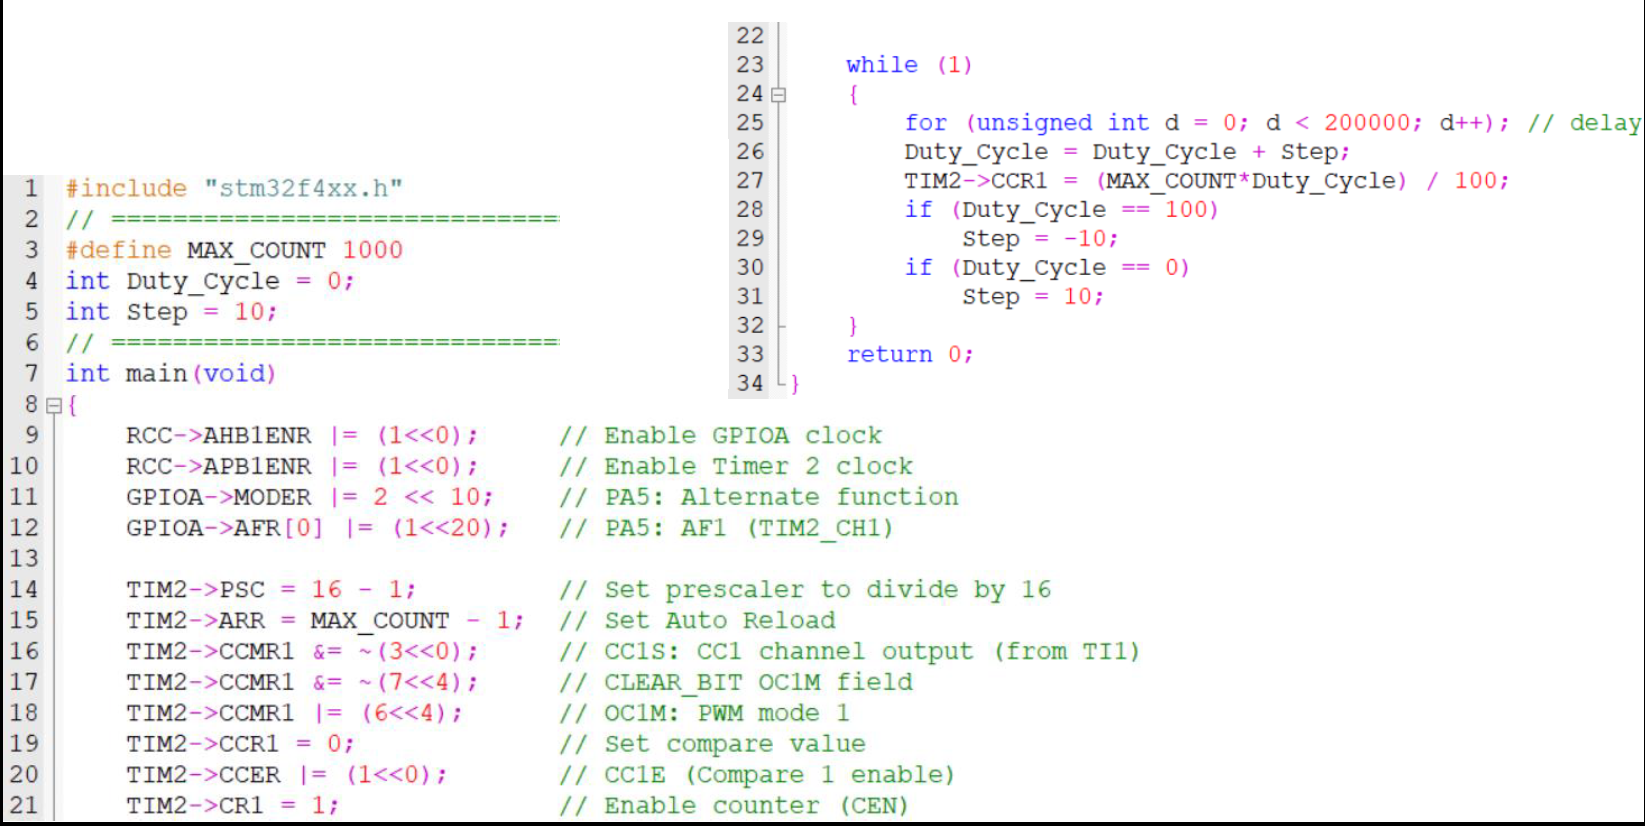 1 #include "stm32f4xx.h"
2 // =============================
3 #define MAX_COUNT 1000
4 int Duty_Cycle = 0;
5 int Step = 10;
6 // =============================
7 int main(void)
8 {
9 RCC->AHB1ENR |= (1<<0); // Enable GPIOA clock
10 RCC->APB1ENR |= (1<<0); // Enable Timer 2 clock
11 GPIOA->MODER |= 2 << 10; // PA5: Alternate function
12 GPIOA->AFR[0] |= (1<<20); // PA5: AF1 (TIM2_CH1)
13
14 TIM2->PSC = 16 - 1; // Set prescaler to divide by 16
15 TIM2->ARR = MAX_COUNT - 1; // Set Auto Reload
16 TIM2->CCMR1 &= ~(3<<0); // CC1S: CC1 channel output (from TI1)
17 TIM2->CCMR1 &= ~(7<<4); // CLEAR_BIT OC1M field
18 TIM2->CCMR1 |= (6<<4); // OC1M: PWM mode 1
19 TIM2->CCR1 = 0; // Set compare value
20 TIM2->CCER |= (1<<0); // CC1E (Compare 1 enable)
21 TIM2->CR1 = 1; // Enable counter (CEN)
22
23 while (1)
24 {
25 for (unsigned int d = 0; d < 200000; d++); // delay
26 Duty_Cycle = Duty_Cycle + Step;
27 TIM2->CCR1 = (MAX_COUNT*Duty_Cycle) / 100;
28 if (Duty_Cycle == 100)
29 Step = -10;
30 if (Duty_Cycle == 0)
31 Step = 10;
32 }
33 return 0;
34 }